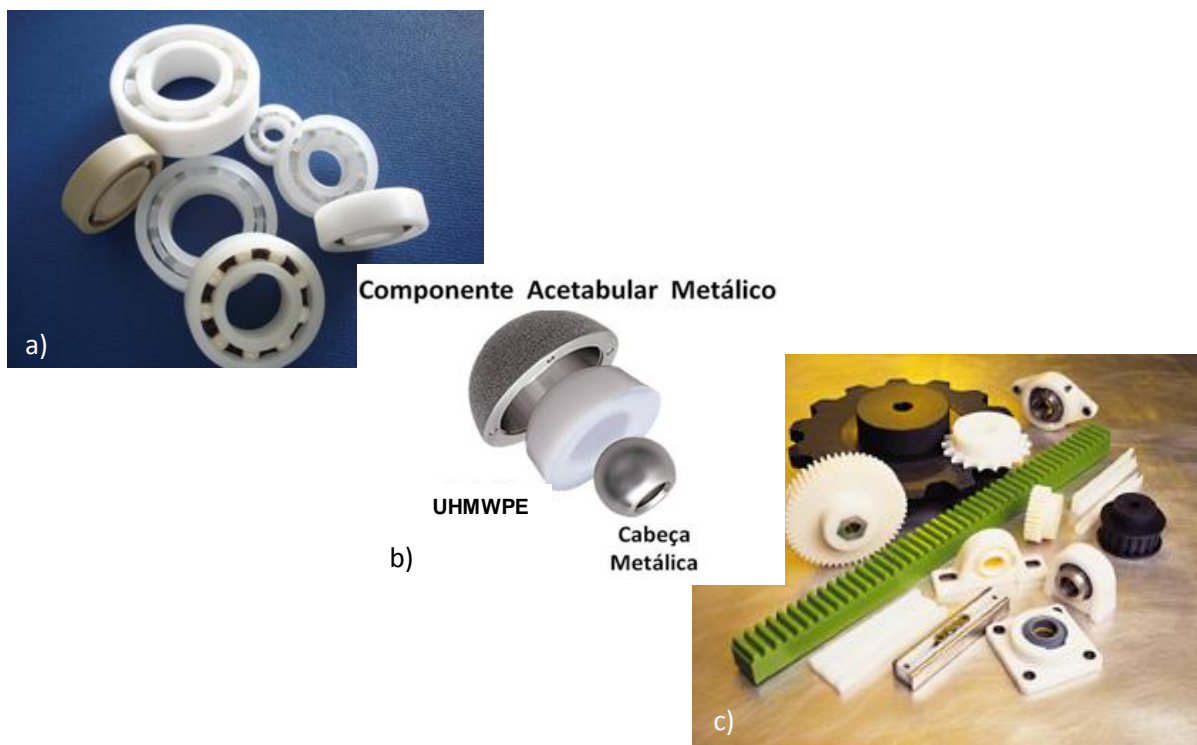 a)
Componente Acetabular Metálico
UHMWPE
b)
Cabeça
Metálica
c)